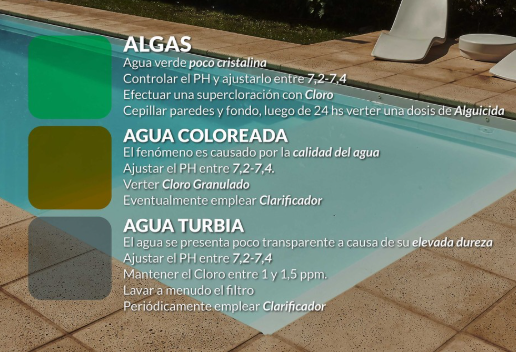 ALGAS
Agua verde poco cristalina
Controlar el PH y ajustarlo entre 7,2-7,4
Efectuar una supercloración con Cloro
Cepillar paredes y fondo, luego de 24 hs verter una dosis de Alguicida
AGUA COLOREADA
El fenómeno es causado por la calidad del agua
Ajustar el PH entre 7,2-7,4.
Verter Cloro Granulado
Eventualmente emplear Clarificador
AGUA TURBIA
El agua se presenta poco transparente a causa de su elevada dureza
Ajustar el PH entre 7,2-7,4
Mantener el Cloro entre 1 y 1,5 ppm.
Lavar a menudo el filtro
Periódicamente emplear Clarificador